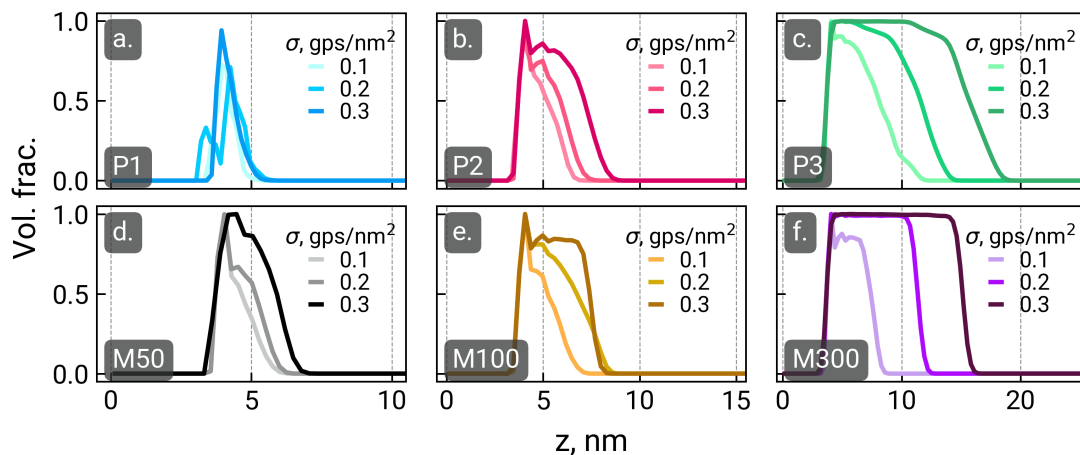 Vol. frac.
1.0
0.5
0.0
a.
σ, gps/nm²
0.1
0.2
0.3
P1
b.
σ, gps/nm²
0.1
0.2
0.3
P2
c.
σ, gps/nm²
0.1
0.2
0.3
P3
0
5
10
0
5
10
15
0
10
20
1.0
0.5
0.0
d.
σ, gps/nm²
0.1
0.2
0.3
M50
e.
σ, gps/nm²
0.1
0.2
0.3
M100
f.
σ, gps/nm²
0.1
0.2
0.3
M300
z, nm